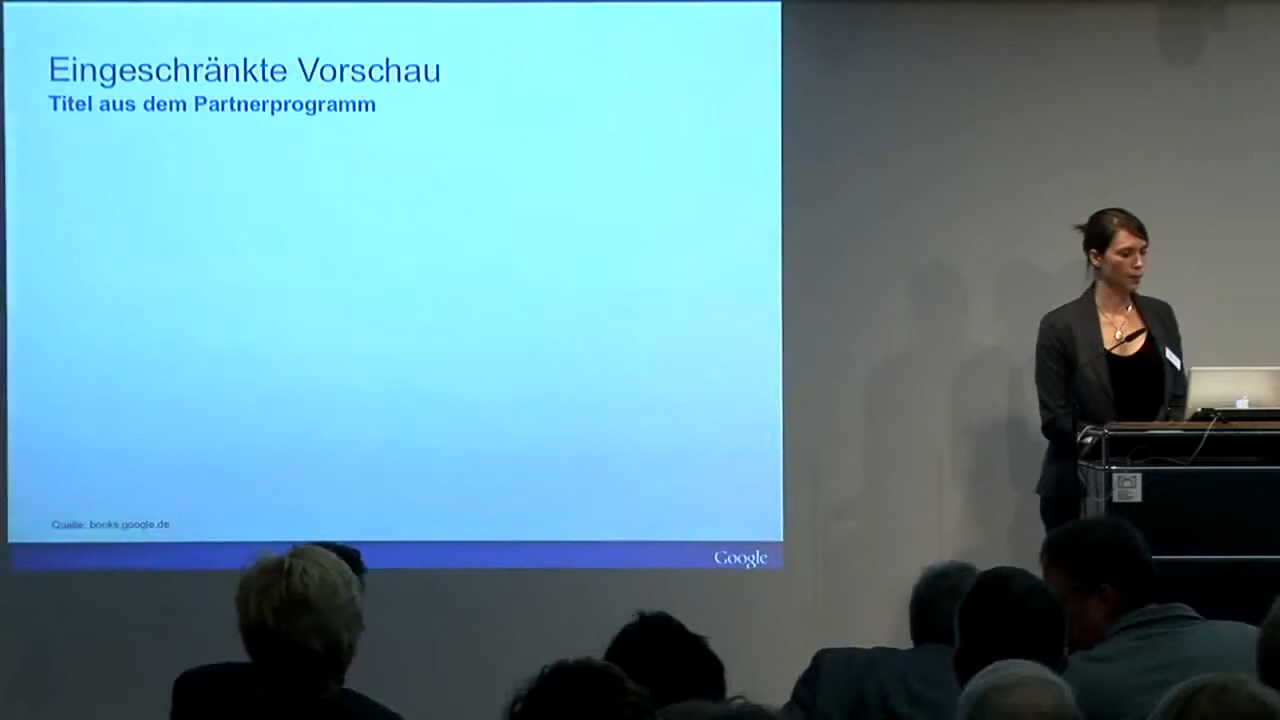 Eingeschränkte Vorschau
Titel aus dem Partnerprogramm
Quelle: books.google.de
Google